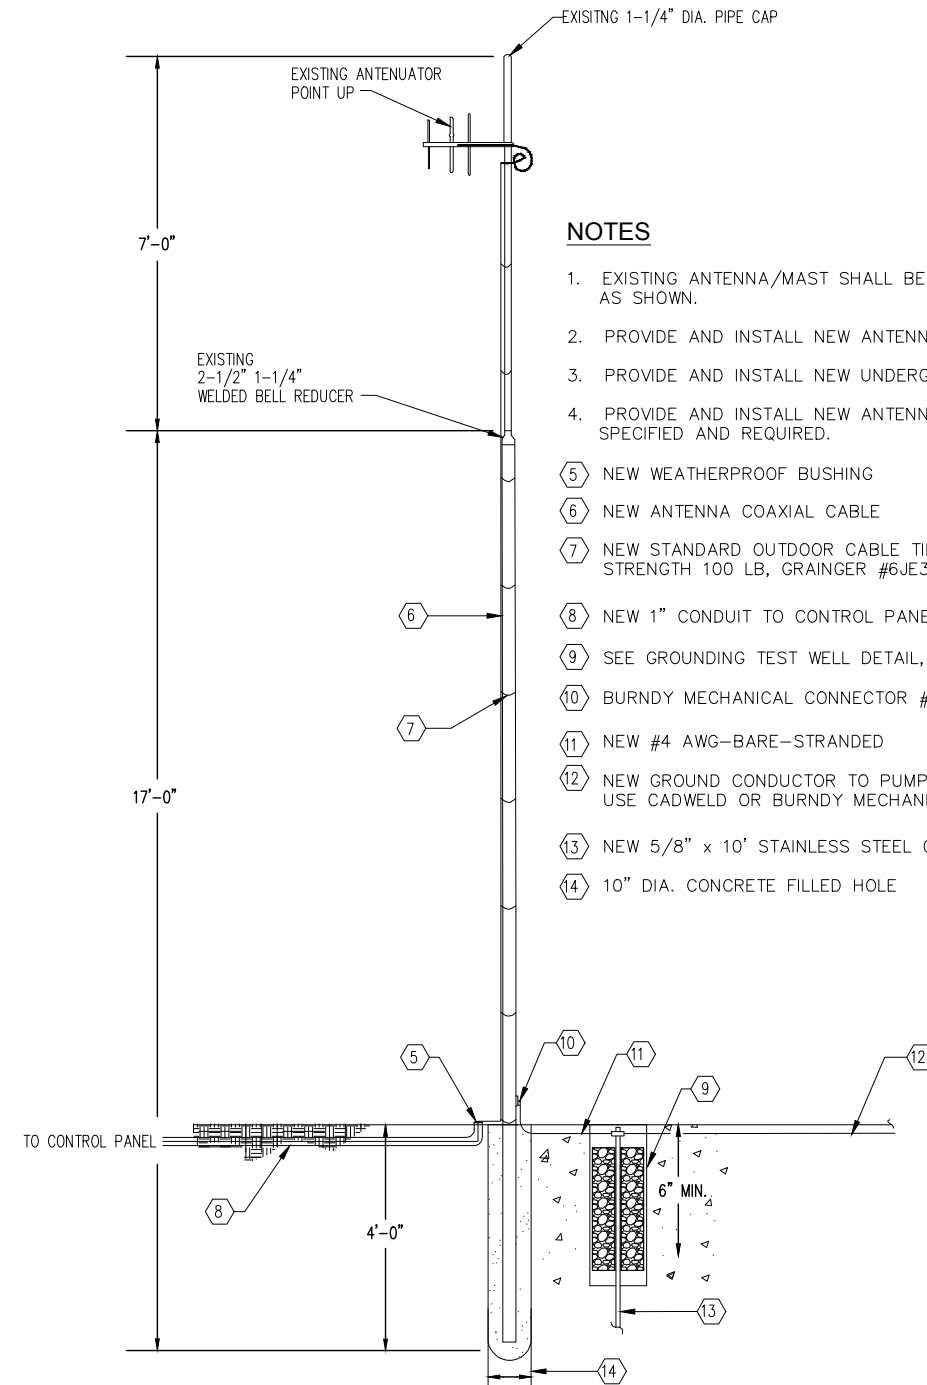 EXISITNG 1-1/4" DIA. PIPE CAP
EXISTING ANTENUATOR
POINT UP
7'-0"
EXISTING
2-1/2" 1-1/4"
WELDED BELL REDUCER
17'-0"
NOTES
1. EXISTING ANTENNA/MAST SHALL BE
AS SHOWN.
2. PROVIDE AND INSTALL NEW ANTENN
3. PROVIDE AND INSTALL NEW UNDERG
4. PROVIDE AND INSTALL NEW ANTENN
SPECIFIED AND REQUIRED.
5 NEW WEATHERPROOF BUSHING
6 NEW ANTENNA COAXIAL CABLE
7 NEW STANDARD OUTDOOR CABLE TI
STRENGTH 100 LB, GRAINGER #6JE3
8 NEW 1" CONDUIT TO CONTROL PANE
9 SEE GROUNDING TEST WELL DETAIL,
10 BURNDY MECHANICAL CONNECTOR #
11 NEW #4 AWG-BARE-STRANDED
12 NEW GROUND CONDUCTOR TO PUMP
USE CADWELD OR BURNDY MECHANI
13 NEW 5/8" x 10' STAINLESS STEEL
14 10" DIA. CONCRETE FILLED HOLE
6
7
5
10
11
9
12
TO CONTROL PANEL
8
4'-0"
6" MIN.
13
14